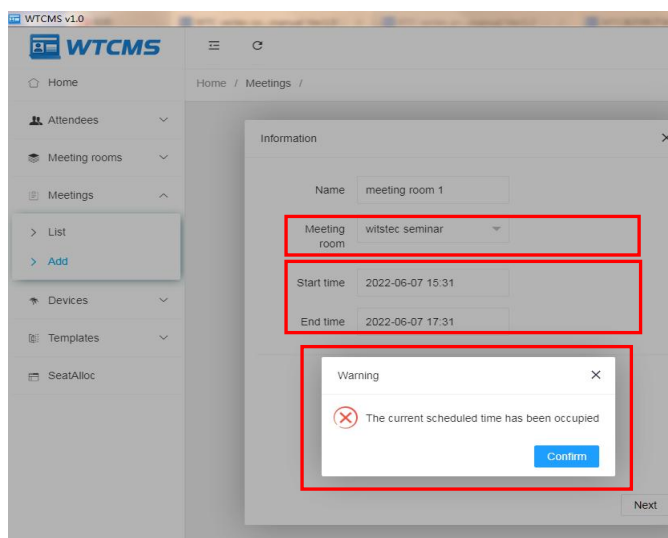 WTCMS v1.0
WTCMS
Home
Home / Meetings /
Attendees
Meeting rooms
Meetings
List
Add
Devices
Templates
SeatAlloc
Information
Name meeting room 1
Meeting room witstec seminar
Start time 2022-06-07 15:31
End time 2022-06-07 17:31
Warning
The current scheduled time has been occupied
Confirm
Next